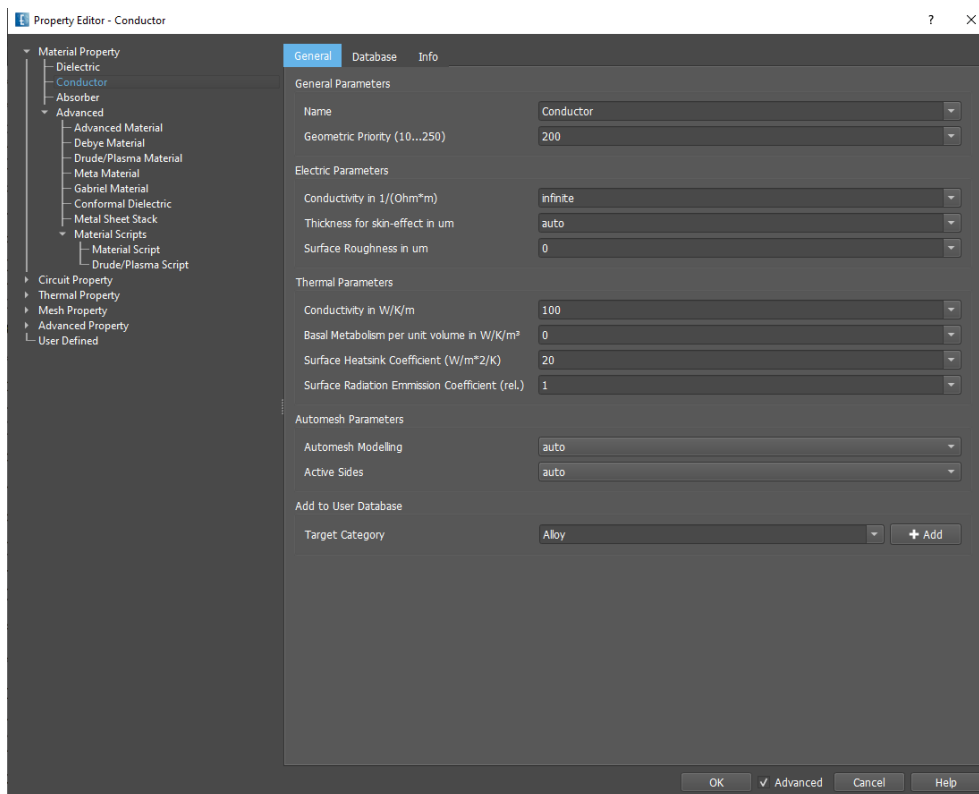 Property Editor - Conductor
?
Material Property
Dielectric
Conductor
Absorber
Advanced
Advanced Material
Debye Material
Drude/Plasma Material
Meta Material
Gabriel Material
Conformal Dielectric
Metal Sheet Stack
Material Scripts
Material Script
Drude/Plasma Script
Circuit Property
Thermal Property
Mesh Property
Advanced Property
User Defined
General Database Info
General Parameters
Name Conductor
Geometric Priority (10...250) 200
Electric Parameters
Conductivity in 1/(Ohm*m) infinite
Thickness for skin-effect in um auto
Surface Roughness in um 0
Thermal Parameters
Conductivity in W/K/m 100
Basal Metabolism per unit volume in W/K/m³ 0
Surface Heatsink Coefficient (W/m^2/K) 20
Surface Radiation Emmission Coefficient (rel.) 1
Automesh Parameters
Automesh Modelling auto
Active Sides auto
Add to User Database
Target Category Alloy + Add
OK ✓ Advanced Cancel Help